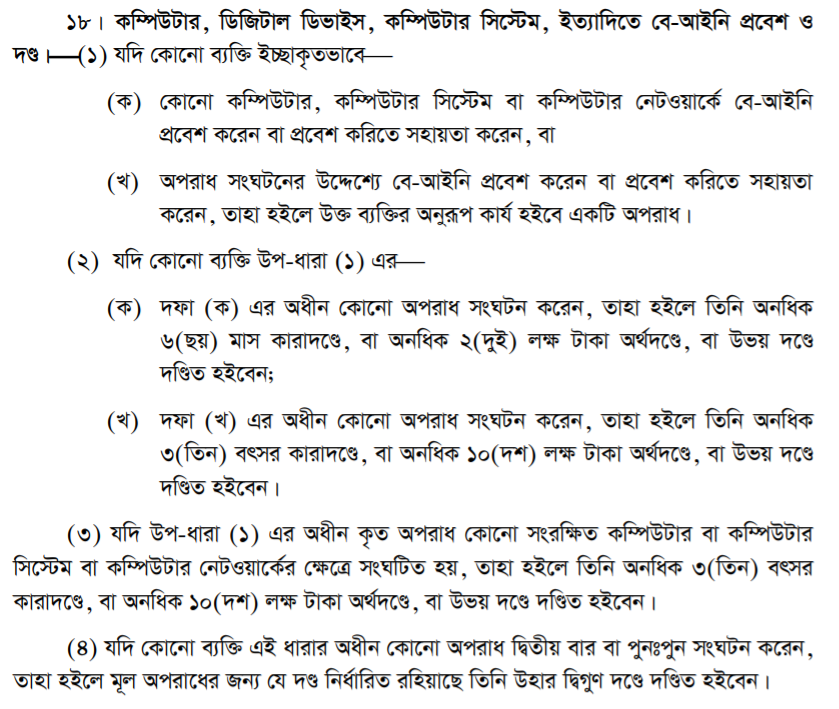 ১৮। কম্পিউটার, ডিজিটাল ডিভাইস, কম্পিউটার সিস্টেম, ইত্যাদিতে বে-আইনি প্রবেশ ও
দণ্ড।—(১) যদি কোনো ব্যক্তি ইচ্ছাকৃতভাবে—
(ক) কোনো কম্পিউটার, কম্পিউটার সিস্টেম বা কম্পিউটার নেটওয়ার্কে বে-আইনি
প্রবেশ করেন বা প্রবেশ করিতে সহায়তা করেন, বা
(খ) অপরাধ সংঘটনের উদ্দেশ্যে বে-আইনি প্রবেশ করেন বা প্রবেশ করিতে সহায়তা
করেন, তাহা হইলে উক্ত ব্যক্তির অনুরূপ কার্য হইবে একটি অপরাধ।
(২) যদি কোনো ব্যক্তি উপ-ধারা (১) এর—
(ক) দফা (ক) এর অধীন কোনো অপরাধ সংঘটন করেন, তাহা হইলে তিনি অনধিক
৬(ছয়) মাস কারাদণ্ডে, বা অনধিক ২(দুই) লক্ষ টাকা অর্থদণ্ডে, বা উভয় দণ্ডে
দণ্ডিত হইবেন;
(খ) দফা (খ) এর অধীন কোনো অপরাধ সংঘটন করেন, তাহা হইলে তিনি অনধিক
৩(তিন) বৎসর কারাদণ্ডে, বা অনধিক ১০(দশ) লক্ষ টাকা অর্থদণ্ডে, বা উভয় দণ্ডে
দণ্ডিত হইবেন।
(৩) যদি উপ-ধারা (১) এর অধীন কৃত অপরাধ কোনো সংরক্ষিত কম্পিউটার বা কম্পিউটার
সিস্টেম বা কম্পিউটার নেটওয়ার্কের ক্ষেত্রে সংঘটিত হয়, তাহা হইলে তিনি অনধিক ৩(তিন) বৎসর
কারাদণ্ডে, বা অনধিক ১০(দশ) লক্ষ টাকা অর্থদণ্ডে, বা উভয় দণ্ডে দণ্ডিত হইবেন।
(৪) যদি কোনো ব্যক্তি এই ধারার অধীন কোনো অপরাধ দ্বিতীয় বার বা পুনঃপুন সংঘটন করেন,
তাহা হইলে মূল অপরাধের জন্য যে দণ্ড নির্ধারিত রহিয়াছে তিনি উহার দ্বিগুণ দণ্ডে দণ্ডিত হইবেন।